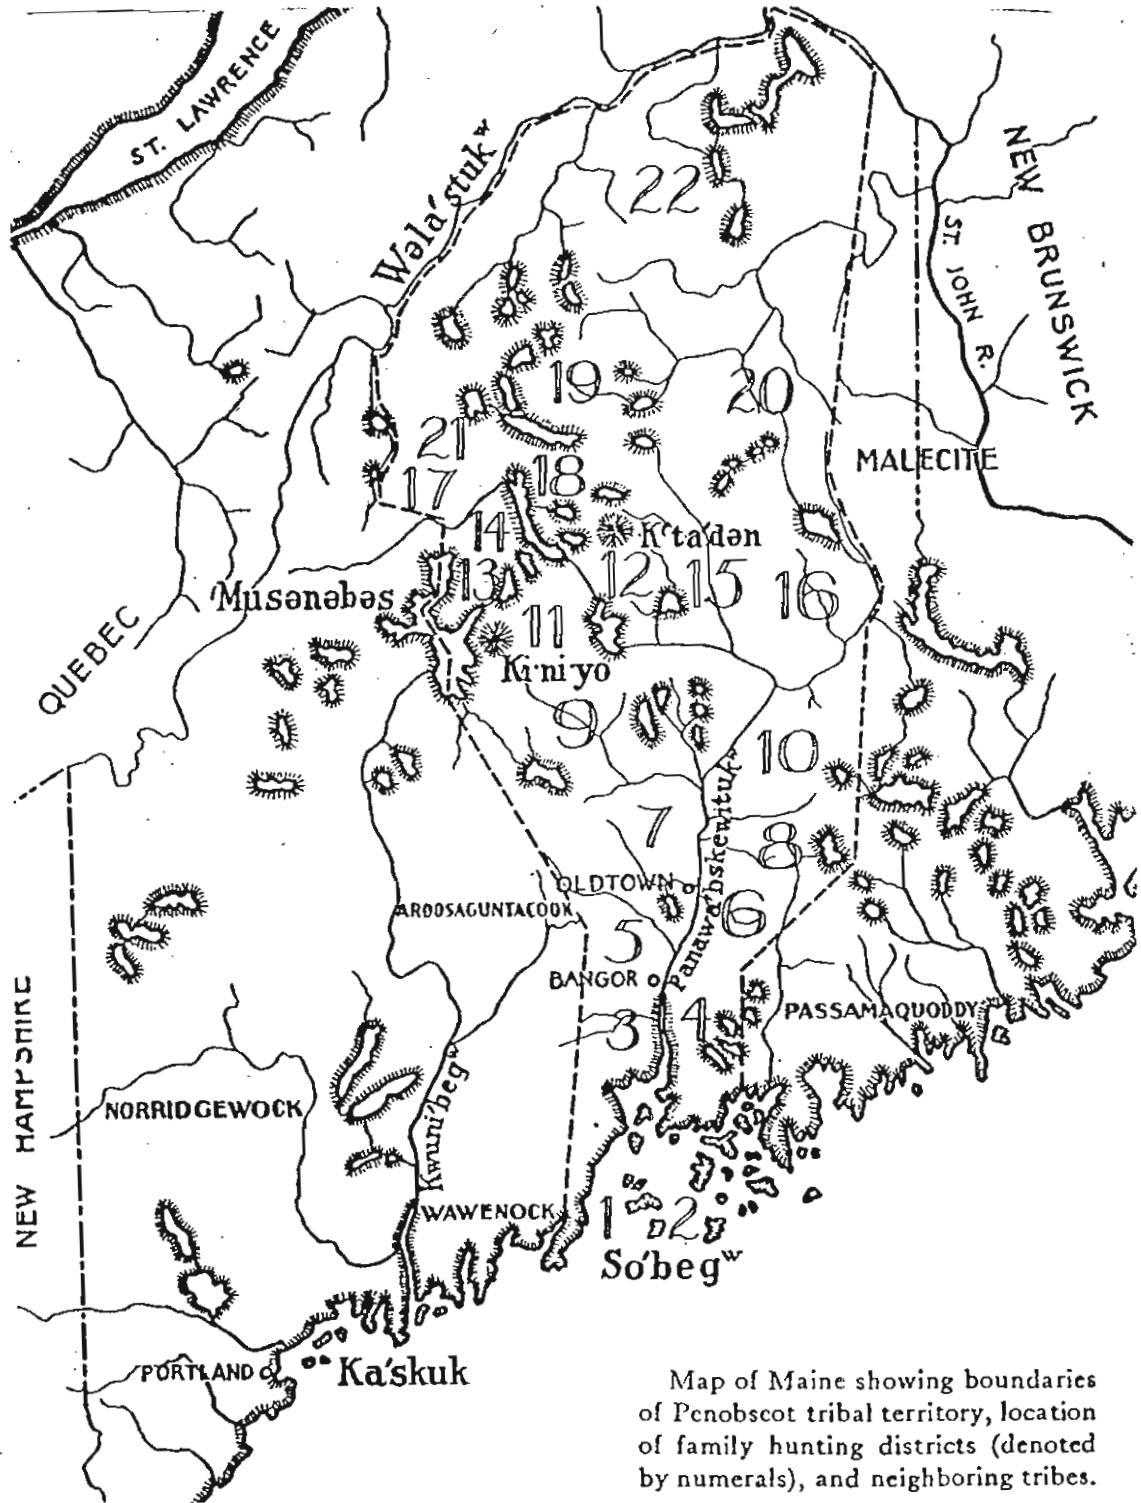 ST. LAWRENCE
NEW BRUNSWICK
Wəlá'stukʷ
22
ST. JOHN R.
19
20
21
MALECITE
17
18
14
K'ta'dən
13
12
15
16
'Musənəbəs
11
QUEBEC
Ki·ni·yo
9
10
7
Panawa'bskewitukʷ
8
OLDTOWN
AROOSAGUNTACOOK
6
5
BANGOR
NEW HAMPSHIRE
3
4
PASSAMAQUODDY
NORRIDGEWOCK
Kwuni'begʷ
WAWENOCK
1
2
So'begʷ
PORTLAND
Ka'skuk
Map of Maine showing boundaries
of Penobscot tribal territory, location
of family hunting districts (denoted
by numerals), and neighboring tribes.